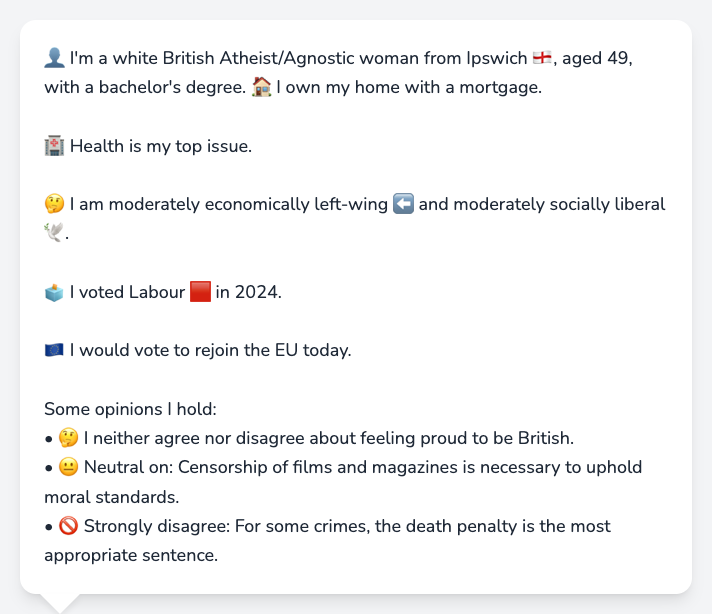 👤 I'm a white British Atheist/Agnostic woman from Ipswich 🏴󠁧󠁢󠁥󠁮󠁧󠁿, aged 49,
with a bachelor's degree. 🏠 I own my home with a mortgage.
🏥 Health is my top issue.
🤔 I am moderately economically left-wing ⬅️ and moderately socially liberal
🕊️.
🗳️ I voted Labour 🟥 in 2024.
🇪🇺 I would vote to rejoin the EU today.
Some opinions I hold:
• 🤔 I neither agree nor disagree about feeling proud to be British.
• 😐 Neutral on: Censorship of films and magazines is necessary to uphold
moral standards.
• 🚫 Strongly disagree: For some crimes, the death penalty is the most
appropriate sentence.